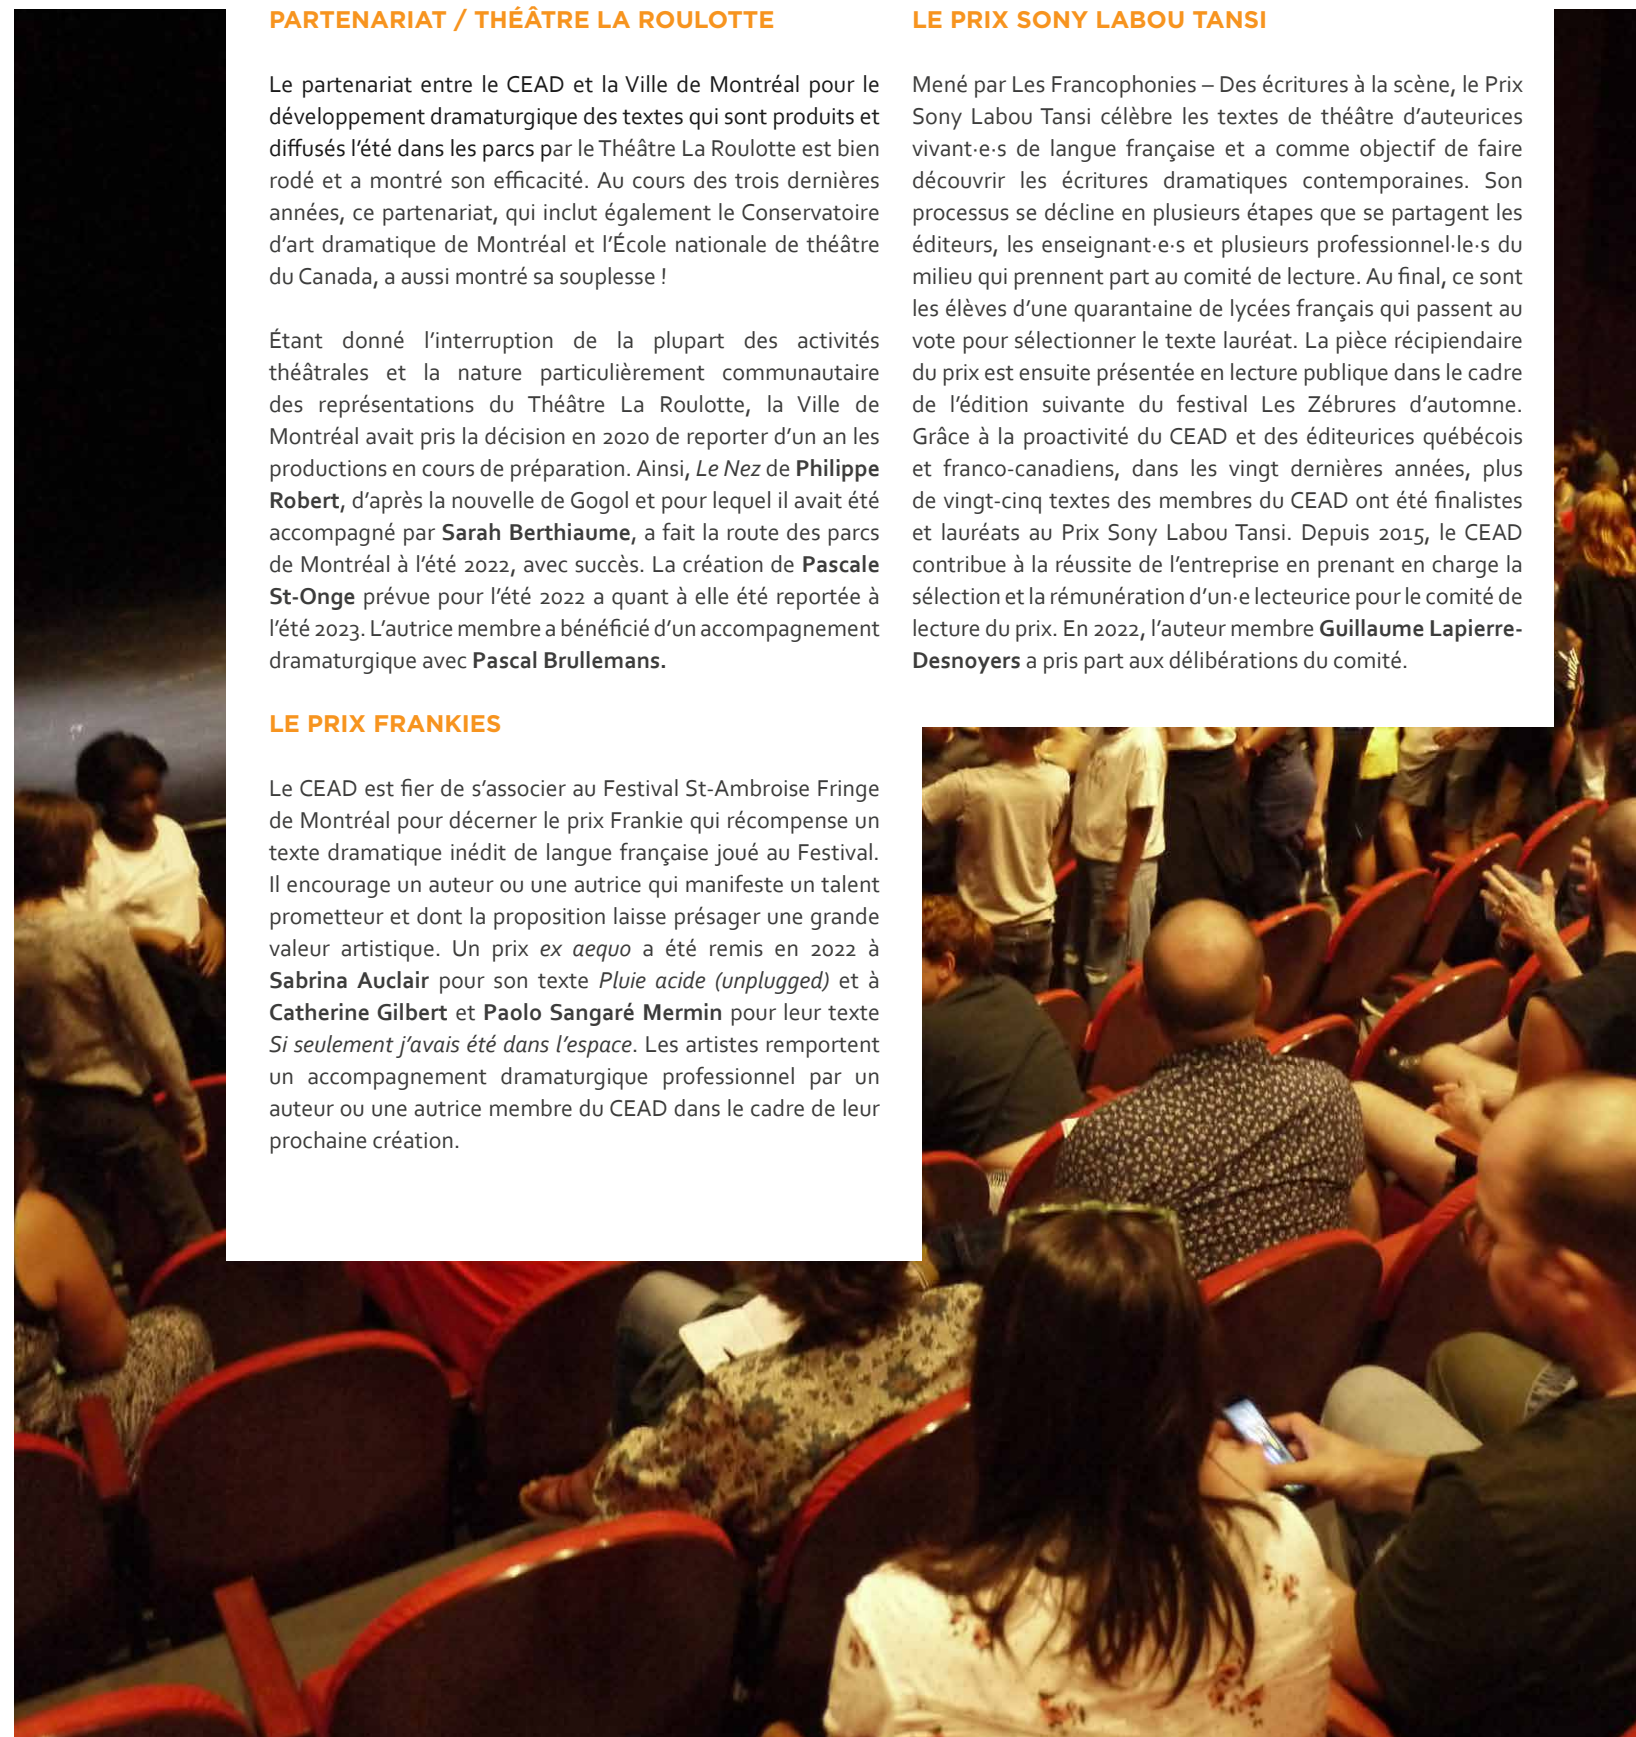 PARTENARIAT / THÉÂTRE LA ROULOTTE
Le partenariat entre le CEAD et la Ville de Montréal pour le
développement dramaturgique des textes qui sont produits et
diffusés l’été dans les parcs par le Théâtre La Roulotte est bien
rodé et a montré son efficacité. Au cours des trois dernières
années, ce partenariat, qui inclut également le Conservatoire
d’art dramatique de Montréal et l’École nationale de théâtre
du Canada, a aussi montré sa souplesse !
Étant donné l’interruption de la plupart des activités
théâtrales et la nature particulièrement communautaire
des représentations du Théâtre La Roulotte, la Ville de
Montréal avait pris la décision en 2020 de reporter d’un an les
productions en cours de préparation. Ainsi, Le Nez de Philippe
Robert, d’après la nouvelle de Gogol et pour lequel il avait été
accompagné par Sarah Berthiaume, a fait la route des parcs
de Montréal à l’été 2022, avec succès. La création de Pascale
St-Onge prévue pour l’été 2022 a quant à elle été reportée à
l’été 2023. L’autrice membre a bénéficié d’un accompagnement
dramaturgique avec Pascal Brullemans.
LE PRIX FRANKIES
Le CEAD est fier de s’associer au Festival St-Ambroise Fringe
de Montréal pour décerner le prix Frankie qui récompense un
texte dramatique inédit de langue française joué au Festival.
Il encourage un auteur ou une autrice qui manifeste un talent
prometteur et dont la proposition laisse présager une grande
valeur artistique. Un prix ex aequo a été remis en 2022 à
Sabrina Auclair pour son texte Pluie acide (unplugged) et à
Catherine Gilbert et Paolo Sangaré Mermin pour leur texte
Si seulement j’avais été dans l’espace. Les artistes remportent
un accompagnement dramaturgique professionnel par un
auteur ou une autrice membre du CEAD dans le cadre de leur
prochaine création.
LE PRIX SONY LABOU TANSI
Mené par Les Francophonies – Des écritures à la scène, le Prix
Sony Labou Tansi célèbre les textes de théâtre d’auteurices
vivant·e·s de langue française et a comme objectif de faire
découvrir les écritures dramatiques contemporaines. Son
processus se décline en plusieurs étapes que se partagent les
éditeurs, les enseignant·e·s et plusieurs professionnel·le·s du
milieu qui prennent part au comité de lecture. Au final, ce sont
les élèves d’une quarantaine de lycées français qui passent au
vote pour sélectionner le texte lauréat. La pièce récipiendaire
du prix est ensuite présentée en lecture publique dans le cadre
de l’édition suivante du festival Les Zébrures d’automne.
Grâce à la proactivité du CEAD et des éditeurices québécois
et franco-canadiens, dans les vingt dernières années, plus
de vingt-cinq textes des membres du CEAD ont été finalistes
et lauréats au Prix Sony Labou Tansi. Depuis 2015, le CEAD
contribue à la réussite de l’entreprise en prenant en charge la
sélection et la rémunération d’un·e lecteurice pour le comité de
lecture du prix. En 2022, l’auteur membre Guillaume Lapierre-
Desnoyers a pris part aux délibérations du comité.